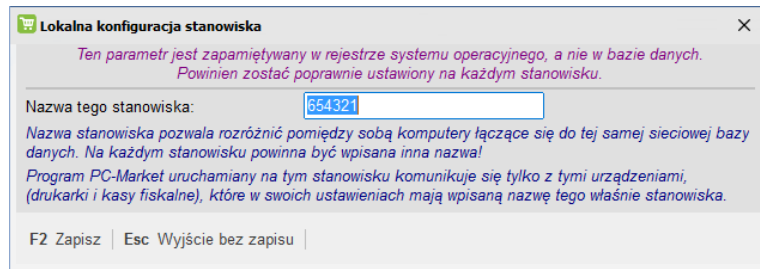 Lokalna konfiguracja stanowiska
Ten parametr jest zapamiętywany w rejestrze systemu operacyjnego, a nie w bazie danych.
Powinien zostać poprawnie ustawiony na każdym stanowisku.
Nazwa tego stanowiska: 654321
Nazwa stanowiska pozwala rozróżnić pomiędzy sobą komputery łączące się do tej samej sieciowej bazy
danych. Na każdym stanowisku powinna być wpisana inna nazwa!
Program PC-Market uruchamiany na tym stanowisku komunikuje się tylko z tymi urządzeniami,
(drukarki i kasy fiskalne), które w swoich ustawieniach mają wpisaną nazwę tego właśnie stanowiska.
F2 Zapisz | Esc Wyjście bez zapisu |